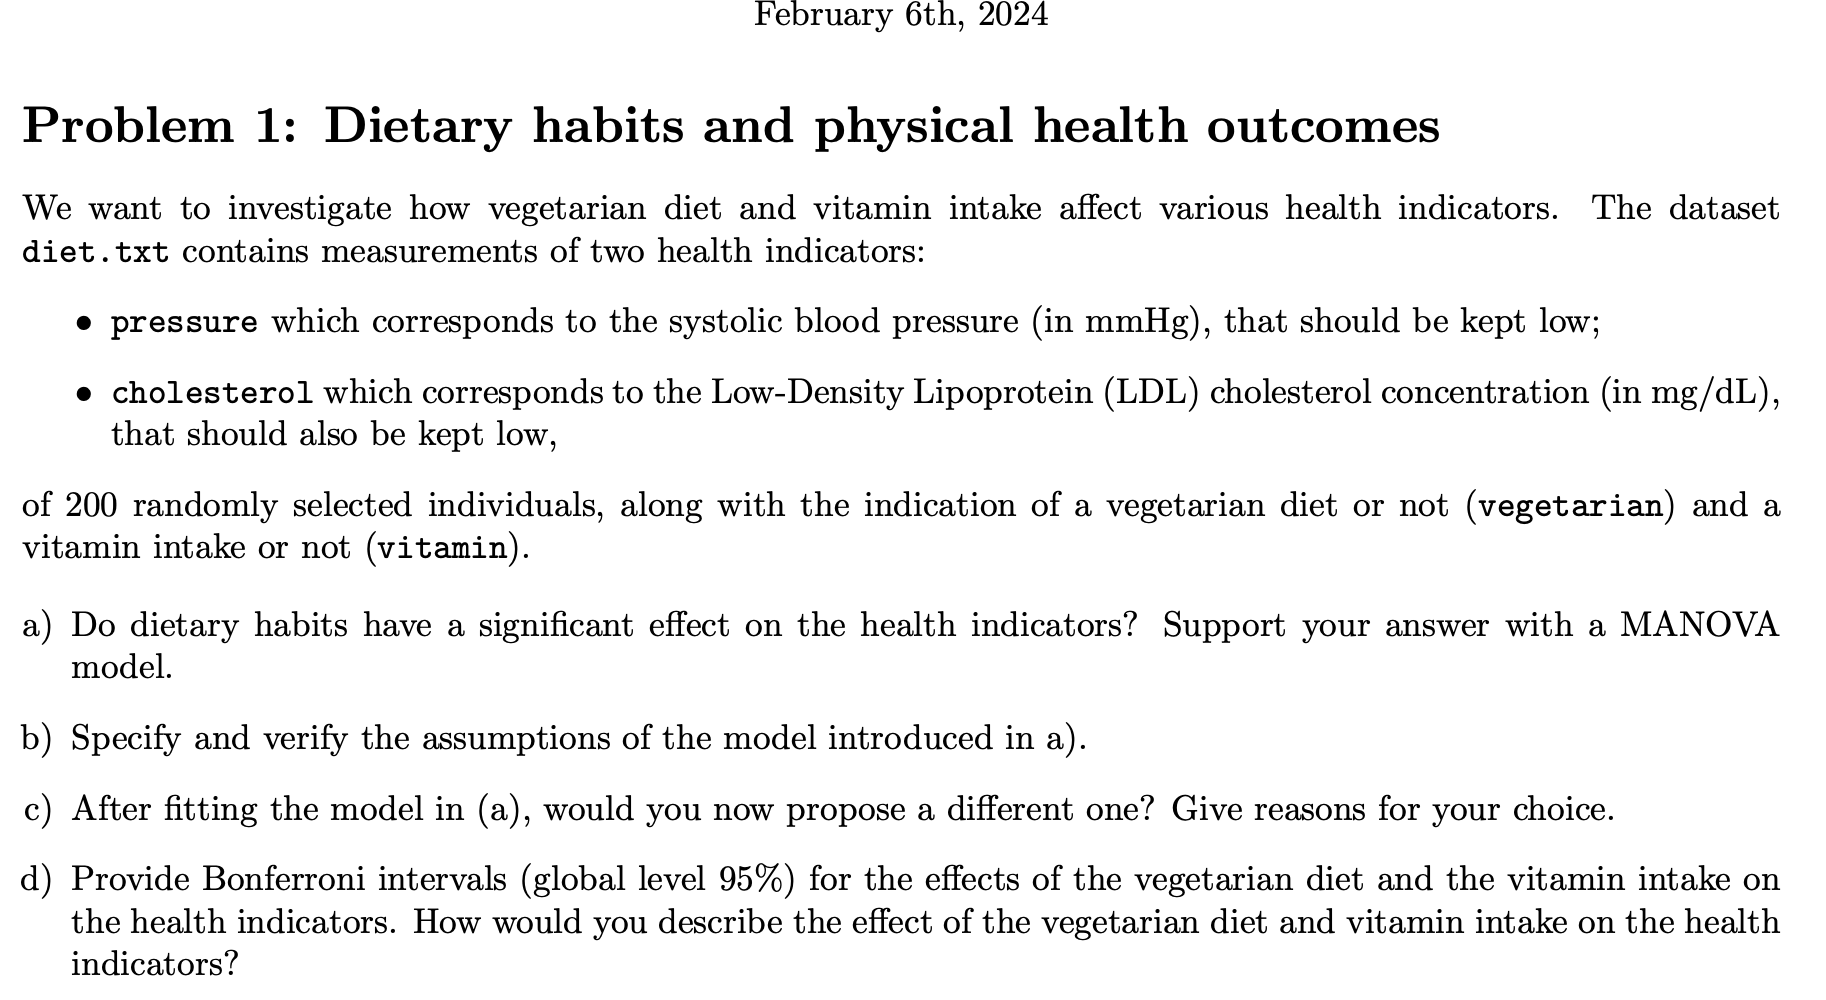 February 6th, 2024
Problem 1: Dietary habits and physical health outcomes
We want to investigate how vegetarian diet and vitamin intake affect various health indicators. The dataset
diet.txt contains measurements of two health indicators:
• pressure which corresponds to the systolic blood pressure (in mmHg), that should be kept low;
• cholesterol which corresponds to the Low-Density Lipoprotein (LDL) cholesterol concentration (in mg/dL),
that should also be kept low,
of 200 randomly selected individuals, along with the indication of a vegetarian diet or not (vegetarian) and a
vitamin intake or not (vitamin).
a) Do dietary habits have a significant effect on the health indicators? Support your answer with a MANOVA
model.
b) Specify and verify the assumptions of the model introduced in a).
c) After fitting the model in (a), would you now propose a different one? Give reasons for your choice.
d) Provide Bonferroni intervals (global level 95%) for the effects of the vegetarian diet and the vitamin intake on
the health indicators. How would you describe the effect of the vegetarian diet and vitamin intake on the health
indicators?